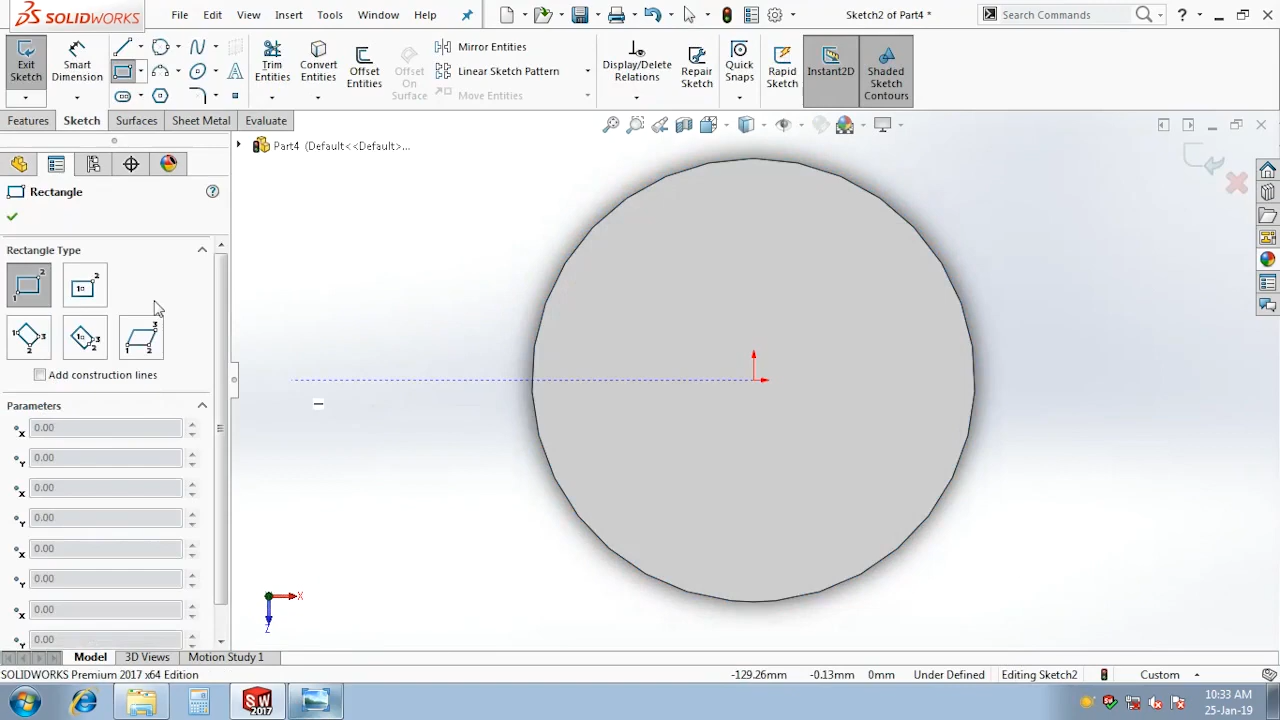 SOLIDWORKS
File Edit View Insert Tools Window Help
Sketch2 of Part4 *
Search Commands
?
Exit Sketch
Smart Dimension
Trim Entities
Convert Entities
Offset Entities
Offset On Surface
Mirror Entities
Linear Sketch Pattern
Move Entities
Display/Delete Relations
Repair Sketch
Quick Snaps
Rapid Sketch
Instant2D
Shaded Sketch Contours
Features Sketch Surfaces Sheet Metal Evaluate
Part4 (Default<<Default>...
Rectangle
?
Rectangle Type
Add construction lines
Parameters
x 0.00
Y 0.00
x 0.00
Y 0.00
x 0.00
Y 0.00
x 0.00
Y 0.00
X
Z
Model 3D Views Motion Study 1
SOLIDWORKS Premium 2017 x64 Edition
-129.26mm -0.13mm 0mm Under Defined Editing Sketch2 Custom
SW 2017
10:33 AM
25-Jan-19